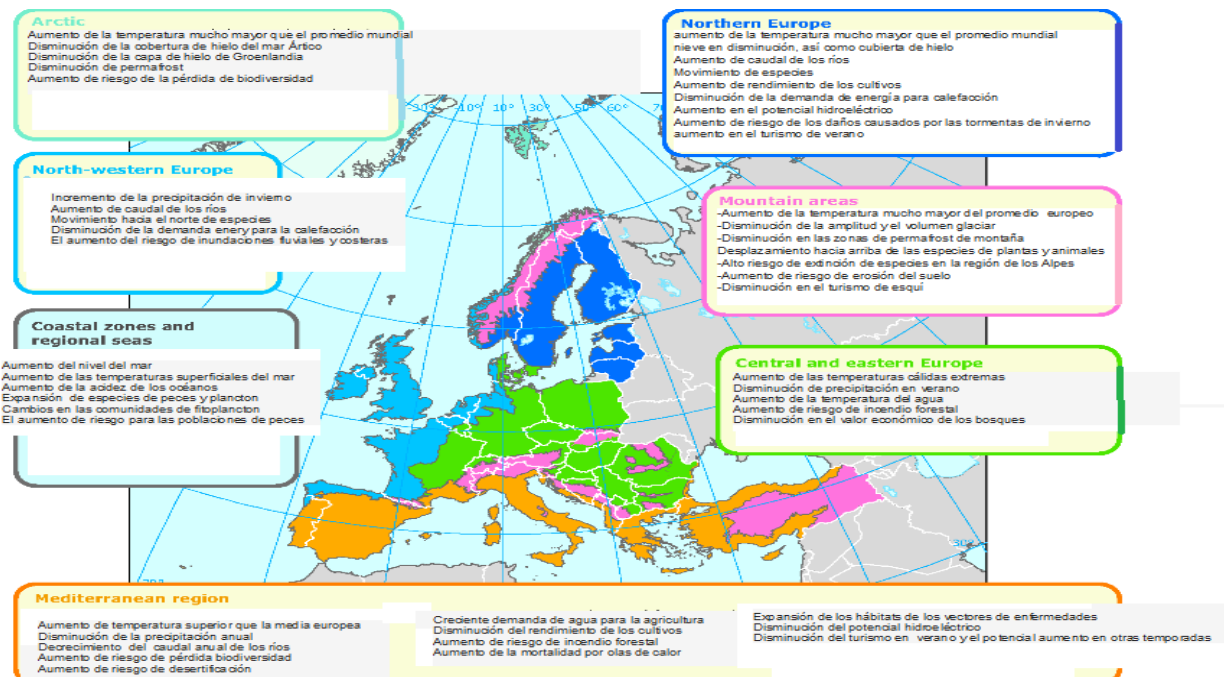 Arctic
Aumento de la temperatura mucho mayor que el promedio mundial
Disminución de la cobertura de hielo del mar Ártico
Disminución de la capa de hielo de Groenlandia
Disminución de permafrost
Aumento de riesgo de la pérdida de biodiversidad
Northern Europe
aumento de la temperatura mucho mayor que el promedio mundial
nieve en disminución, así como cubierta de hielo
Aumento de caudal de los ríos
Movimiento de especies
Aumento de rendimiento de los cultivos
Disminución de la demanda de energía para calefacción
Aumento en el potencial hidroeléctrico
Aumento de riesgo de los daños causados por las tormentas de invierno
aumento en el turismo de verano
North-western Europe
Incremento de la precipitación de invierno
Aumento de caudal de los ríos
Movimiento hacia el norte de especies
Disminución de la demanda enery para la calefacción
El aumento del riesgo de inundaciones fluviales y costeras
Mountain areas
-Aumento de la temperatura mucho mayor del promedio europeo
-Disminución de la amplitud y el volumen glaciar
-Disminución en las zonas de permafrost de montaña
Desplazamiento hacia arriba de las especies de plantas y animales
-Alto riesgo de extinción de especies en la región de los Alpes
-Aumento de riesgo de erosión del suelo
-Disminución en el turismo de esquí
Coastal zones and
regional seas
Aumento del nivel del mar
Aumento de las temperaturas superficiales del mar
Aumento de la acidez de los océanos
Expansión de especies de peces y plancton
Cambios en las comunidades de fitoplancton
El aumento de riesgo para las poblaciones de peces
Central and eastern Europe
Aumento de las temperaturas cálidas extremas
Disminución de precipitación en verano
Aumento de la temperatura del agua
Aumento de riesgo de incendio forestal
Disminución en el valor económico de los bosques
10° 10° 30° 50°
30°
Mediterranean region
Aumento de temperatura superior que la media europea
Disminución de la precipitación anual
Decrecimiento del caudal anual de los ríos
Aumento de riesgo de pérdida biodiversidad
Aumento de riesgo de desertificación
Creciente demanda de agua para la agricultura
Disminución del rendimiento de los cultivos
Aumento de riesgo de incendio forestal
Aumento de la mortalidad por olas de calor
Expansión de los hábitats de los vectores de enfermedades
Disminución del potencial hidroeléctrico
Disminución del turismo en verano y el potencial aumento en otras temporadas